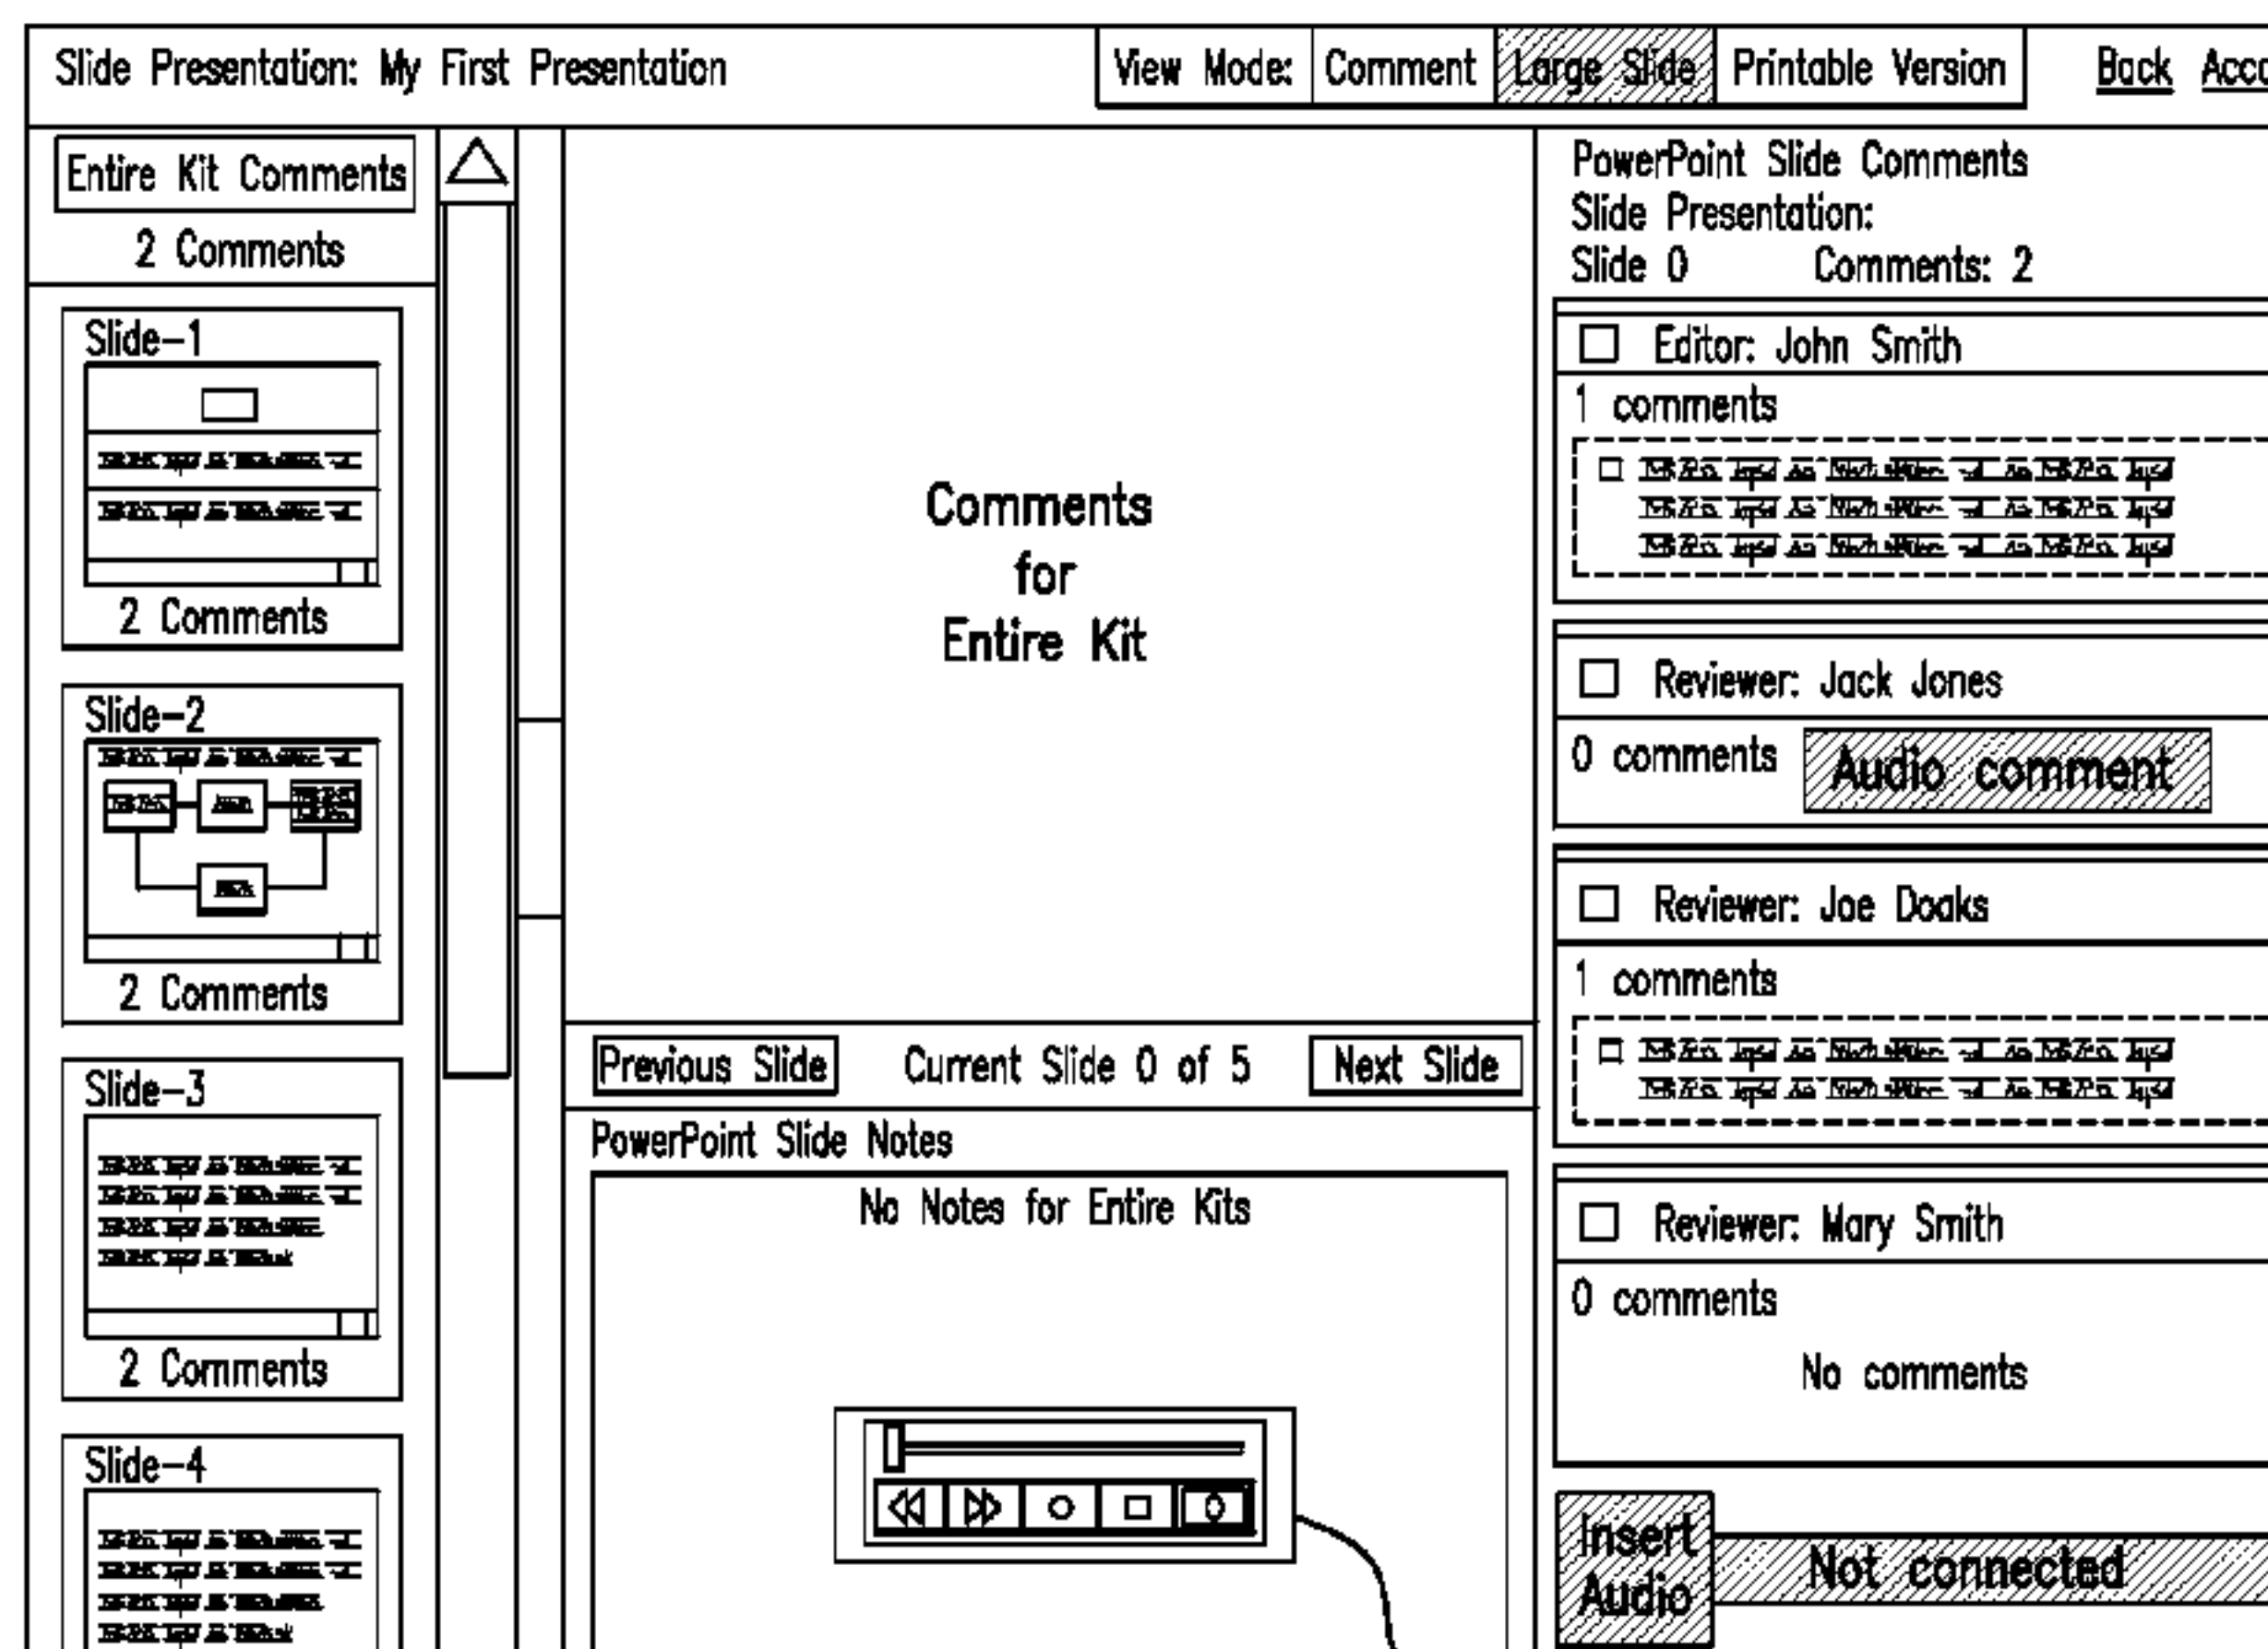 Slide Presentation: My First Presentation
View Mode: Comment Large Slide Printable Version Back
Entire Kit Comments
2 Comments
Slide-1
2 Comments
Slide-2
2 Comments
Slide-3
2 Comments
Slide-4
Comments
for
Entire Kit
Previous Slide Current Slide 0 of 5 Next Slide
PowerPoint Slide Notes
No Notes for Entire Kits
PowerPoint Slide Comments
Slide Presentation:
Slide 0 Comments: 2
Editor: John Smith
1 comments
Reviewer: Jack Jones
0 comments Audio comment
Reviewer: Joe Doaks
1 comments
Reviewer: Mary Smith
0 comments
No comments
Insert
Audio
Not connected